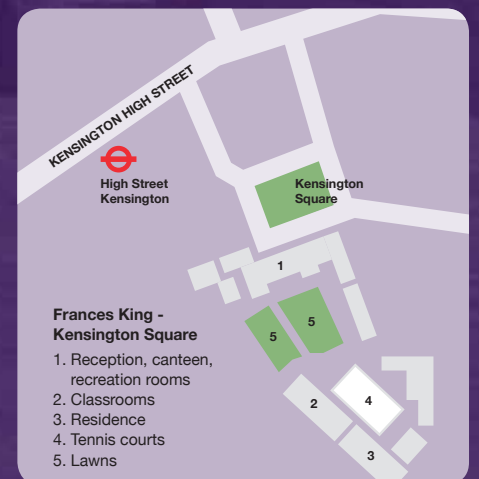 KENSINGTON HIGH STREET
High Street
Kensington
Kensington
Square
1
5
5
2
4
3
Frances King -
Kensington Square
1. Reception, canteen,
recreation rooms
2. Classrooms
3. Residence
4. Tennis courts
5. Lawns